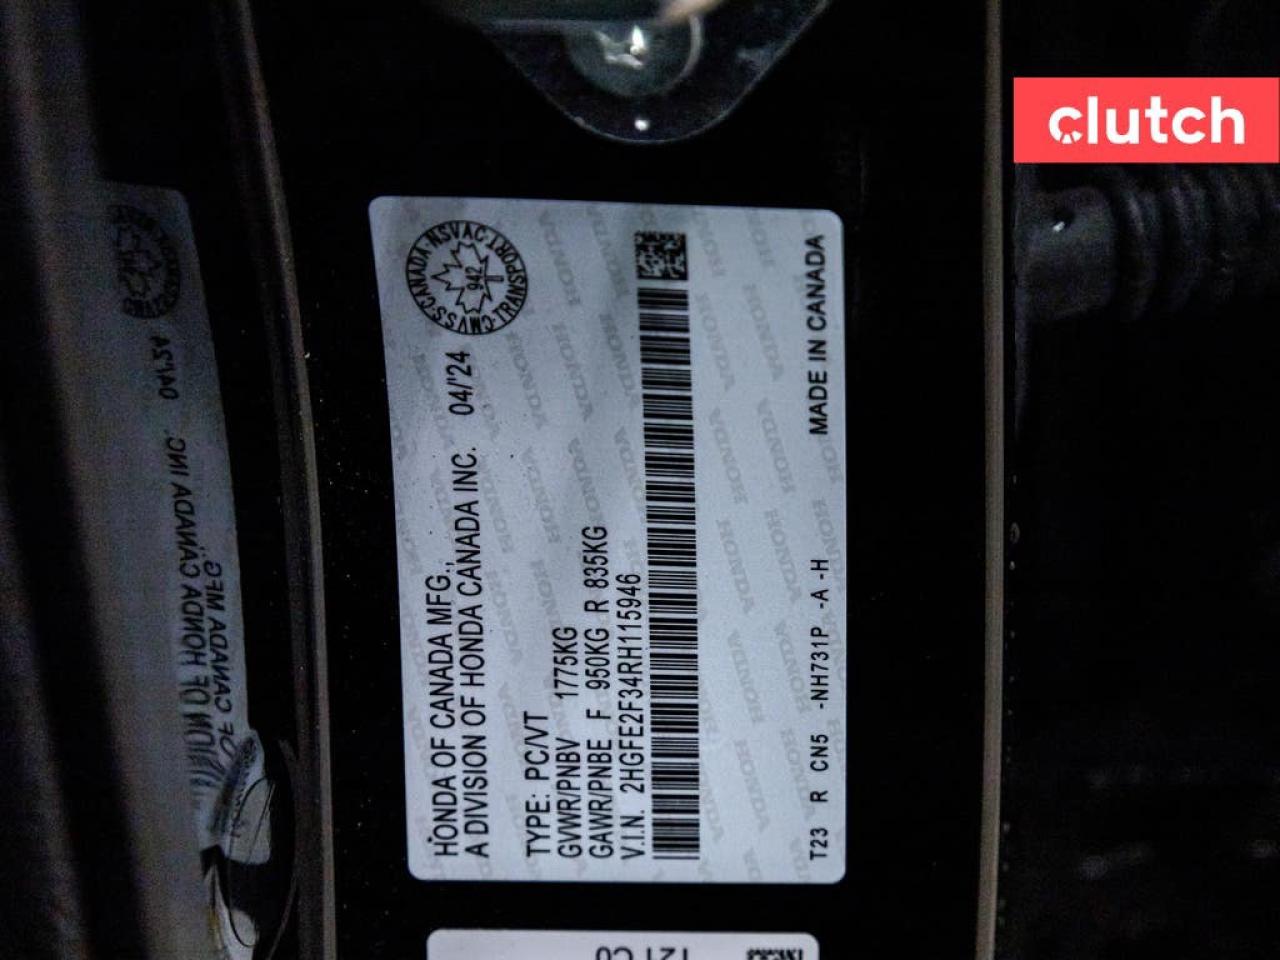 clutch
CMVSS-CANADA-NSVAC-TRANSPORT
942
HONDA OF CANADA MFG.,
A DIVISION OF HONDA CANADA INC. 04/'24
TYPE: PC/VT
GVWR/PNBV 1775KG
GAWR/PNBE F 950KG R 835KG
V.I.N. 2HGFE2F34RH115946
T23 R CN5 -NH731P -A -H MADE IN CANADA